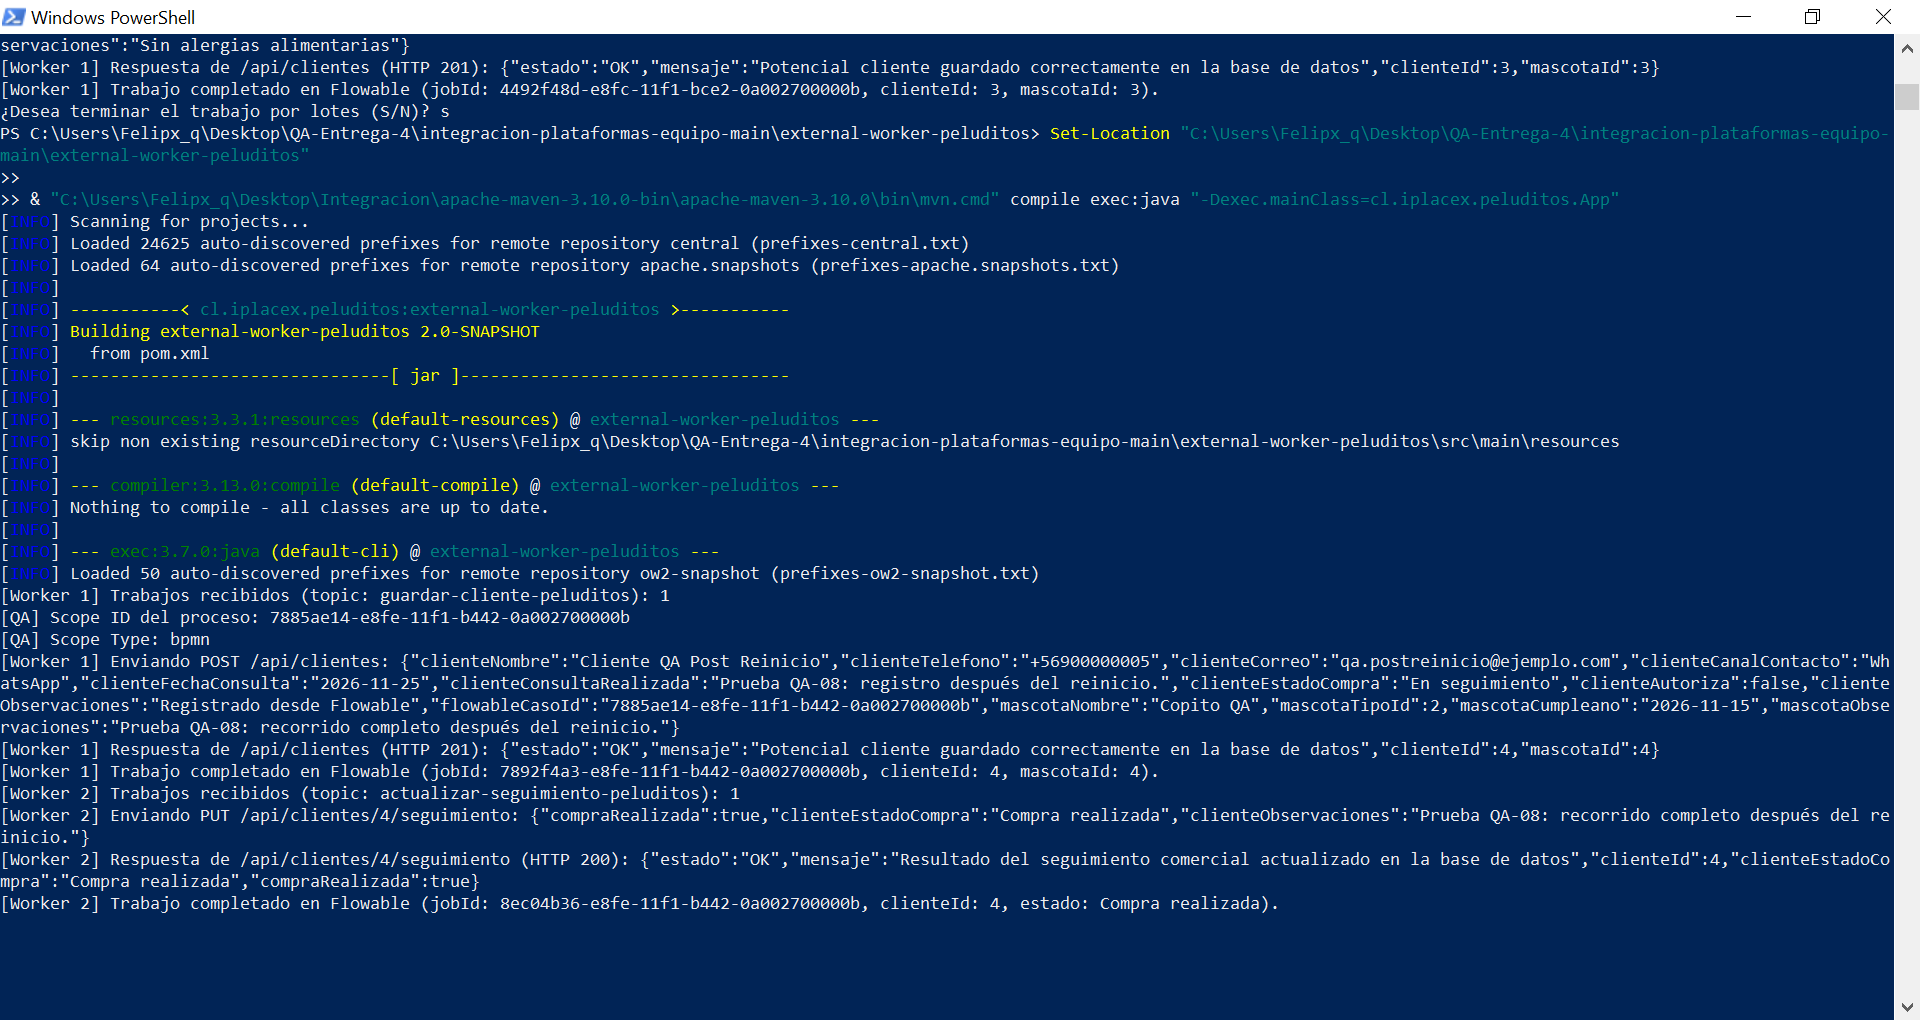 Windows PowerShell
servaciones":"Sin alergias alimentarias"}
[Worker 1] Respuesta de /api/clientes (HTTP 201): {"estado":"OK","mensaje":"Potencial cliente guardado correctamente en la base de datos","clienteId":3,"mascotaId":3}
[Worker 1] Trabajo completado en Flowable (jobId: 4492f48d-e8fc-11f1-bce2-0a002700000b, clienteId: 3, mascotaId: 3).
¿Desea terminar el trabajo por lotes (S/N)? s
PS C:\Users\Felipx_q\Desktop\QA-Entrega-4\integracion-plataformas-equipo-main\external-worker-peluditos> Set-Location "C:\Users\Felipx_q\Desktop\QA-Entrega-4\integracion-plataformas-equipo-
main\external-worker-peluditos"
>>
>> & "C:\Users\Felipx_q\Desktop\Integracion\apache-maven-3.10.0-bin\apache-maven-3.10.0\bin\mvn.cmd" compile exec:java "-Dexec.mainClass=cl.iplacex.peluditos.App"
[INFO] Scanning for projects...
[INFO] Loaded 24625 auto-discovered prefixes for remote repository central (prefixes-central.txt)
[INFO] Loaded 64 auto-discovered prefixes for remote repository apache.snapshots (prefixes-apache.snapshots.txt)
[INFO]
[INFO] -----------< cl.iplacex.peluditos:external-worker-peluditos >-----------
[INFO] Building external-worker-peluditos 2.0-SNAPSHOT
[INFO]   from pom.xml
[INFO] --------------------------------[ jar ]---------------------------------
[INFO]
[INFO] --- resources:3.3.1:resources (default-resources) @ external-worker-peluditos ---
[INFO] skip non existing resourceDirectory C:\Users\Felipx_q\Desktop\QA-Entrega-4\integracion-plataformas-equipo-main\external-worker-peluditos\src\main\resources
[INFO]
[INFO] --- compiler:3.13.0:compile (default-compile) @ external-worker-peluditos ---
[INFO] Nothing to compile - all classes are up to date.
[INFO]
[INFO] --- exec:3.7.0:java (default-cli) @ external-worker-peluditos ---
[INFO] Loaded 50 auto-discovered prefixes for remote repository ow2-snapshot (prefixes-ow2-snapshot.txt)
[Worker 1] Trabajos recibidos (topic: guardar-cliente-peluditos): 1
[QA] Scope ID del proceso: 7885ae14-e8fe-11f1-b442-0a002700000b
[QA] Scope Type: bpmn
[Worker 1] Enviando POST /api/clientes: {"clienteNombre":"Cliente QA Post Reinicio","clienteTelefono":"+56900000005","clienteCorreo":"qa.postreinicio@ejemplo.com","clienteCanalContacto":"Wh
atsApp","clienteFechaConsulta":"2026-11-25","clienteConsultaRealizada":"Prueba QA-08: registro después del reinicio.","clienteEstadoCompra":"En seguimiento","clienteAutoriza":false,"cliente
Observaciones":"Registrado desde Flowable","flowableCasoId":"7885ae14-e8fe-11f1-b442-0a002700000b","mascotaNombre":"Copito QA","mascotaTipoId":2,"mascotaCumpleano":"2026-11-15","mascotaObse
rvaciones":"Prueba QA-08: recorrido completo después del reinicio."}
[Worker 1] Respuesta de /api/clientes (HTTP 201): {"estado":"OK","mensaje":"Potencial cliente guardado correctamente en la base de datos","clienteId":4,"mascotaId":4}
[Worker 1] Trabajo completado en Flowable (jobId: 7892f4a3-e8fe-11f1-b442-0a002700000b, clienteId: 4, mascotaId: 4).
[Worker 2] Trabajos recibidos (topic: actualizar-seguimiento-peluditos): 1
[Worker 2] Enviando PUT /api/clientes/4/seguimiento: {"compraRealizada":true,"clienteEstadoCompra":"Compra realizada","clienteObservaciones":"Prueba QA-08: recorrido completo después del re
inicio."}
[Worker 2] Respuesta de /api/clientes/4/seguimiento (HTTP 200): {"estado":"OK","mensaje":"Resultado del seguimiento comercial actualizado en la base de datos","clienteId":4,"clienteEstadoCo
mpra":"Compra realizada","compraRealizada":true}
[Worker 2] Trabajo completado en Flowable (jobId: 8ec04b36-e8fe-11f1-b442-0a002700000b, clienteId: 4, estado: Compra realizada).